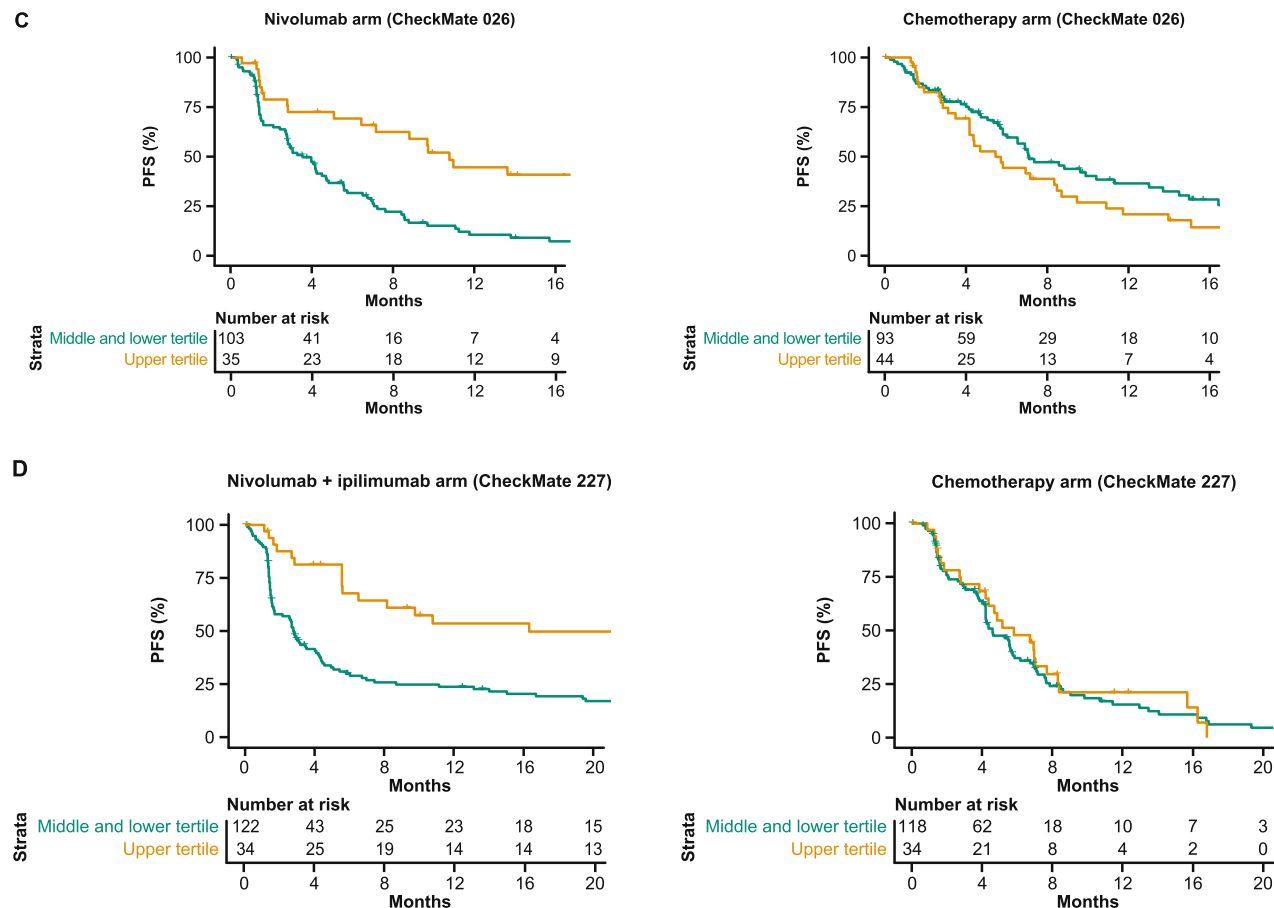 C
Nivolumab arm (CheckMate 026)
100
75
50
25
0
PFS (%)
0 4 8 12 16
Months
Number at risk
Strata
Middle and lower tertile 103 41 16 7 4
Upper tertile 35 23 18 12 9
0 4 8 12 16
Months
Chemotherapy arm (CheckMate 026)
100
75
50
25
0
PFS (%)
0 4 8 12 16
Months
Number at risk
Strata
Middle and lower tertile 93 59 29 18 10
Upper tertile 44 25 13 7 4
0 4 8 12 16
Months
D
Nivolumab + ipilimumab arm (CheckMate 227)
100
75
50
25
0
PFS (%)
0 4 8 12 16 20
Months
Number at risk
Strata
Middle and lower tertile 122 43 25 23 18 15
Upper tertile 34 25 19 14 14 13
0 4 8 12 16 20
Months
Chemotherapy arm (CheckMate 227)
100
75
50
25
0
PFS (%)
0 4 8 12 16 20
Months
Number at risk
Strata
Middle and lower tertile 118 62 18 10 7 3
Upper tertile 34 21 8 4 2 0
0 4 8 12 16 20
Months